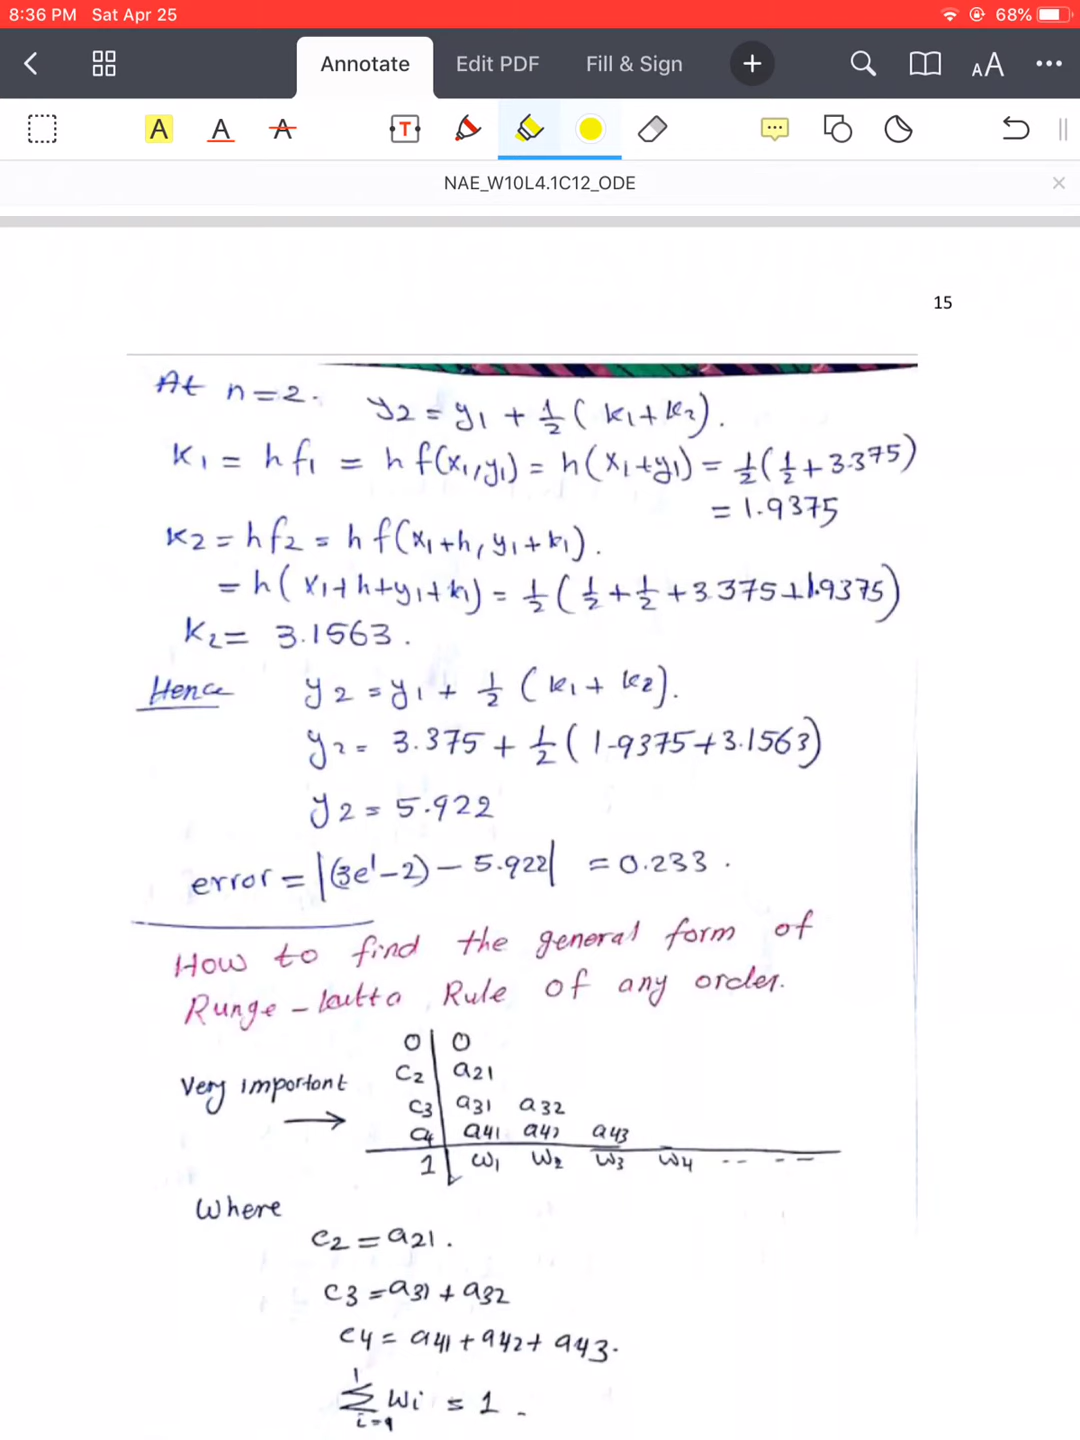 8:36 PM Sat Apr 25
68%
Annotate
Edit PDF
Fill & Sign
AA
A A A T
NAE_W10L4.1C12_ODE
15
At n=2. y2 = y1 + 1/2 ( k1+k2).
K1 = hf1 = h f(x1,y1) = h(x1+y1) = 1/2(1/2+3.375)
= 1.9375
K2 = hf2 = h f(x1+h, y1+k1).
= h( x1+h+y1+k1) = 1/2 ( 1/2 + 1/2 + 3.375+1.9375)
K2= 3.1563.
Hence y2 = y1 + 1/2 ( k1 + k2).
y2 = 3.375 + 1/2 ( 1.9375+3.1563)
y2 = 5.922
error = |(3e¹-2) - 5.922| = 0.233.
How to find the general form of
Runge-kutta Rule of any order.
0 | 0
C2 | a21
Very important → C3 | a31 a32
C4 | a41 a42 a43
1 | w1 w2 w3 w4 -- --
Where
C2 = a21.
C3 = a31 + a32
C4 = a41 + a42 + a43.
1
Σ wi = 1.
i=1